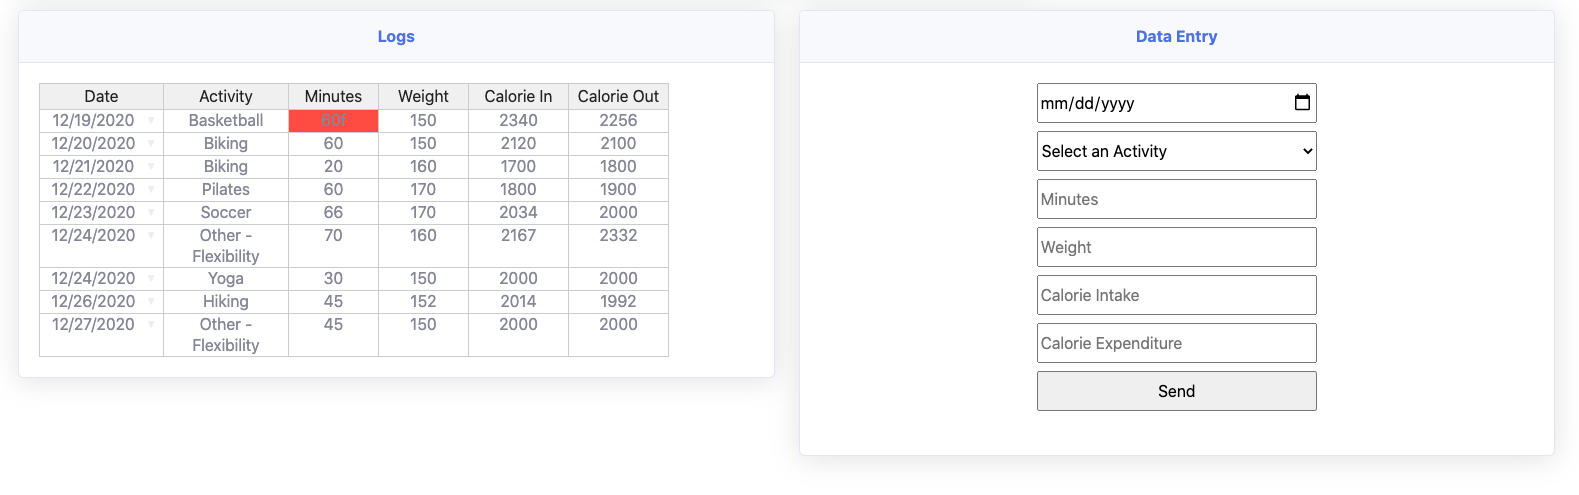 Logs
Date Activity Minutes Weight Calorie In Calorie Out
12/19/2020 Basketball 60f 150 2340 2256
12/20/2020 Biking 60 150 2120 2100
12/21/2020 Biking 20 160 1700 1800
12/22/2020 Pilates 60 170 1800 1900
12/23/2020 Soccer 66 170 2034 2000
12/24/2020 Other - 70 160 2167 2332
Flexibility
12/24/2020 Yoga 30 150 2000 2000
12/26/2020 Hiking 45 152 2014 1992
12/27/2020 Other - 45 150 2000 2000
Flexibility
Data Entry
mm/dd/yyyy
Select an Activity
Minutes
Weight
Calorie Intake
Calorie Expenditure
Send